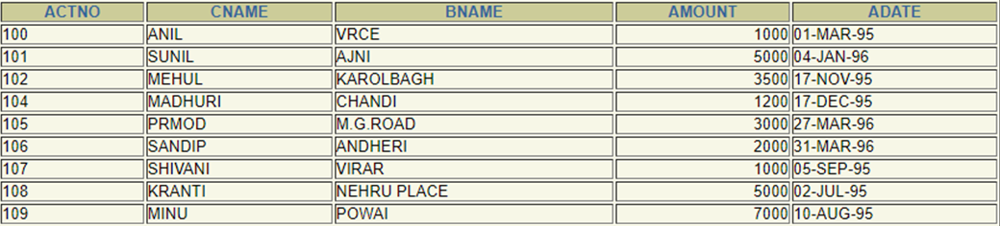 ACTNO CNAME BNAME AMOUNT ADATE
100 ANIL VRCE 1000 01-MAR-95
101 SUNIL AJNI 5000 04-JAN-96
102 MEHUL KAROLBAGH 3500 17-NOV-95
104 MADHURI CHANDI 1200 17-DEC-95
105 PRMOD M.G.ROAD 3000 27-MAR-96
106 SANDIP ANDHERI 2000 31-MAR-96
107 SHIVANI VIRAR 1000 05-SEP-95
108 KRANTI NEHRU PLACE 5000 02-JUL-95
109 MINU POWAI 7000 10-AUG-95